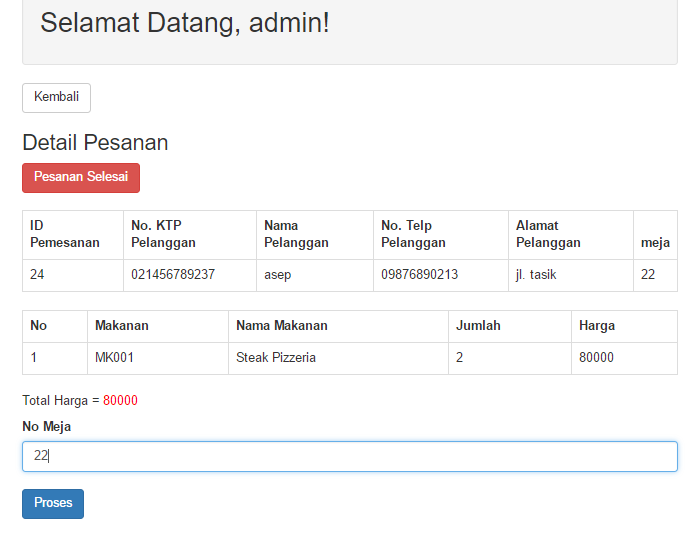 Selamat Datang, admin!
Kembali
Detail Pesanan
Pesanan Selesai
ID Pemesanan No. KTP Pelanggan Nama Pelanggan No. Telp Pelanggan Alamat Pelanggan meja
24 021456789237 asep 09876890213 jl. tasik 22
No Makanan Nama Makanan Jumlah Harga
1 MK001 Steak Pizzeria 2 80000
Total Harga = 80000
No Meja
22
Proses